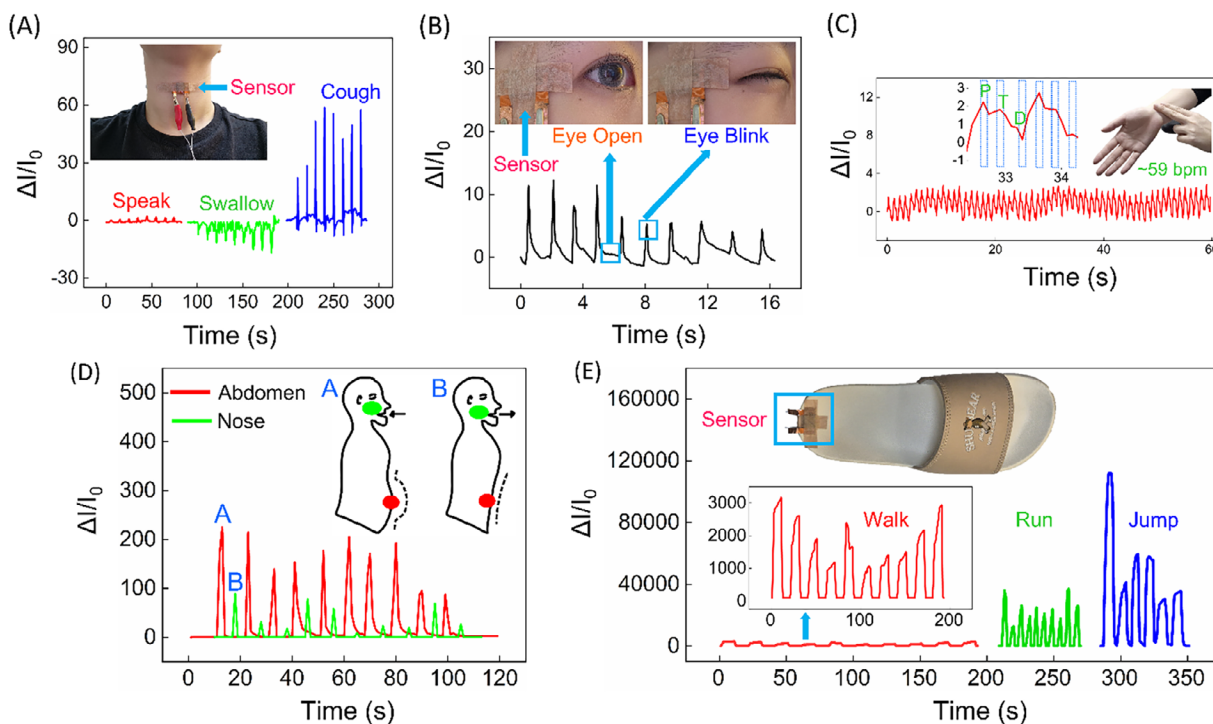 (A)
90
60
30
0
-30
ΔI/I0
Sensor
Cough
Speak
Swallow
0 50 100 150 200 250 300
Time (s)
(B)
30
20
10
0
ΔI/I0
Eye Open
Eye Blink
Sensor
0 4 8 12 16
Time (s)
(C)
12
8
4
0
ΔI/I0
3
2
1
0
-1
P
T
D
33 34
~59 bpm
0 20 40 60
Time (s)
(D)
500
400
300
200
100
0
ΔI/I0
Abdomen
Nose
A
B
A
B
0 20 40 60 80 100 120
Time (s)
(E)
160000
120000
80000
40000
0
ΔI/I0
Sensor
3000
2000
1000
0
Walk
0 50 100 150 200
Run
Jump
0 50 100 150 200 250 300 350
Time (s)